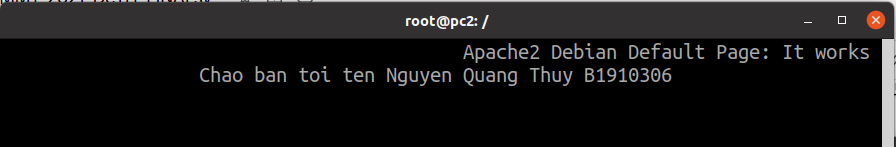 root@pc2: /
Apache2 Debian Default Page: It works
Chao ban toi ten Nguyen Quang Thuy B1910306